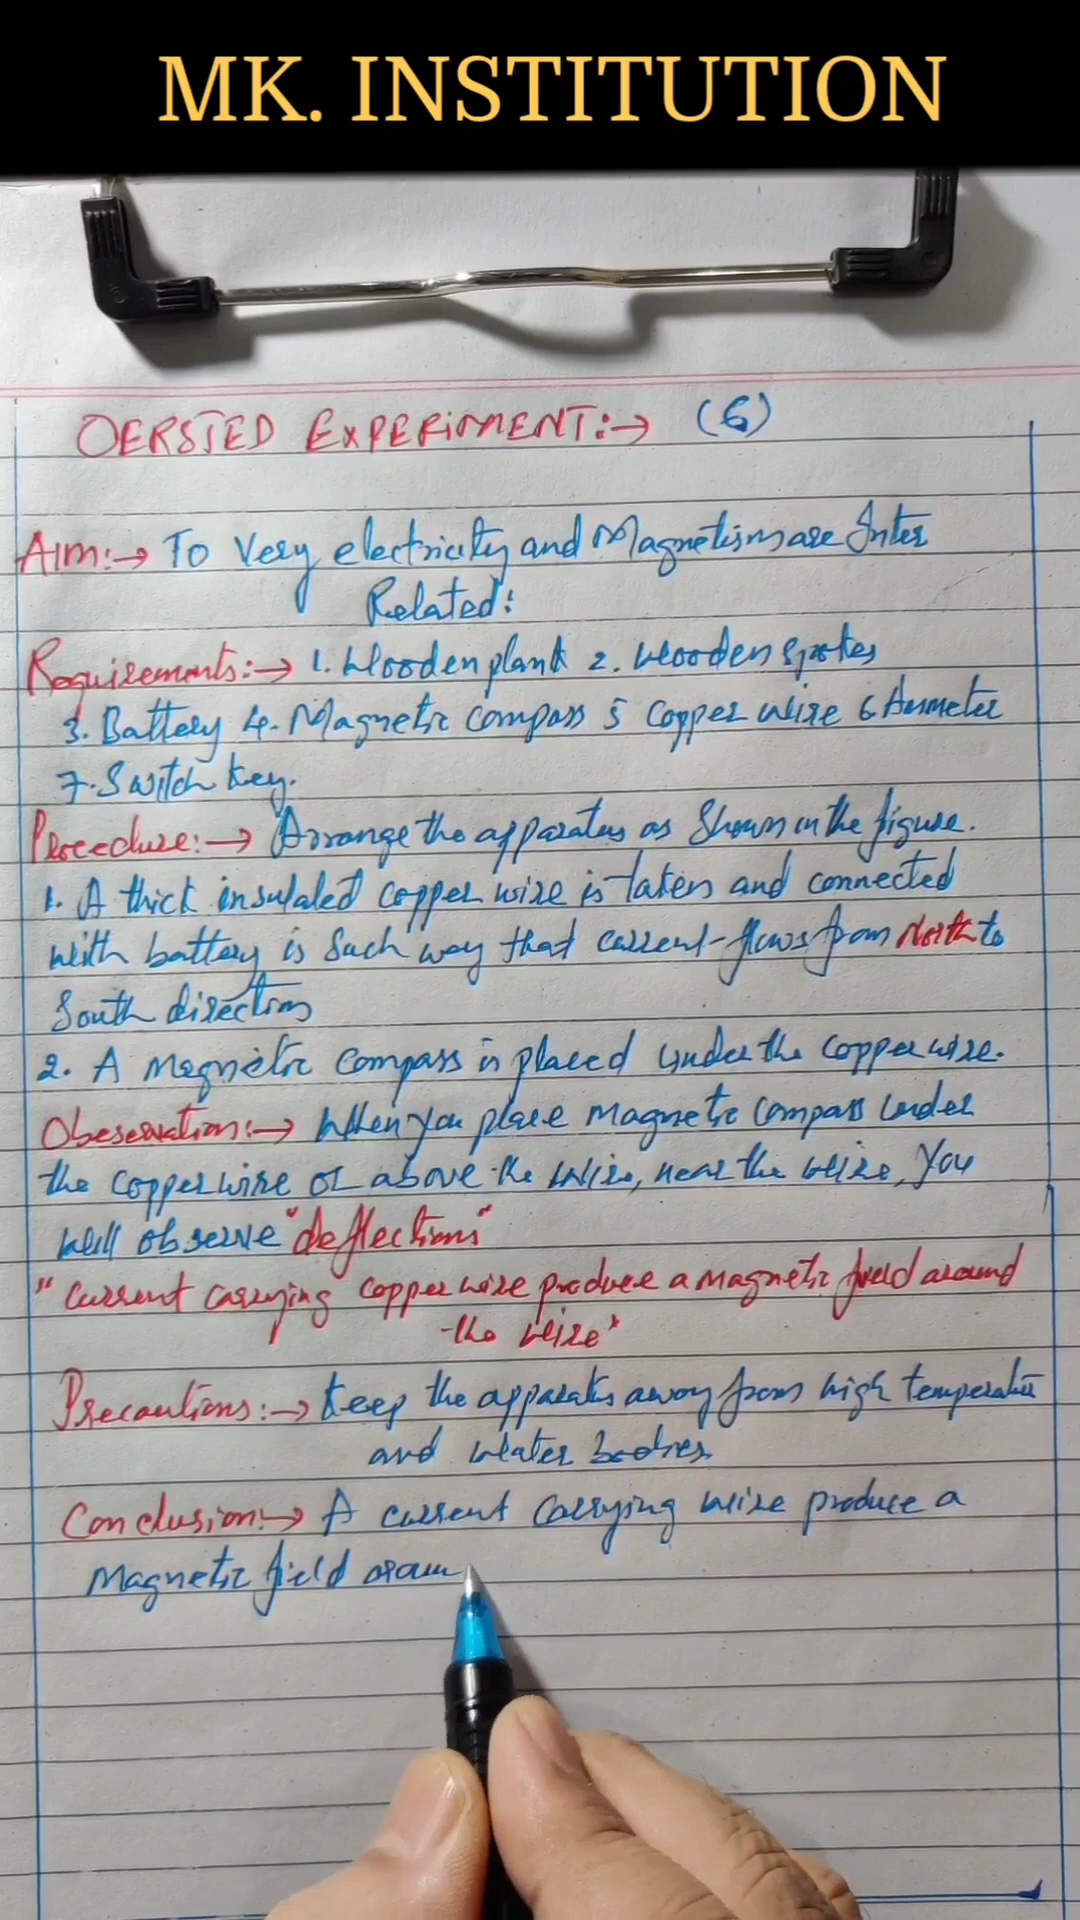 MK. INSTITUTION
OERSTED EXPERIMENT:→ (6)
Aim:→ To Very electricity and Magnetism are Inter
Related:
Requirements:→ 1. Wooden plank 2. Wooden spokes
3. Battery 4. Magnetic compass 5 Copper wire 6 Ammeter
7. Switch key.
Procedure:→ Arrange the apparatus as Shown in the figure.
1. A thick insulated copper wire is taken and connected
with battery is Such way that current flows from North to
South direction
2. A Magnetic Compass is placed under the copper wire.
Obeservation:→ When you place magnetic compass under
the copper wire or above the wire, near the wire, You
will observe "deflections"
"Current carrying copper wire produce a magnetic field around
the wire"
Precautions:→ Keep the apparatus away from high temperature
and water bodies
Conclusion:→ A current carrying wire produce a
Magnetic field aroun